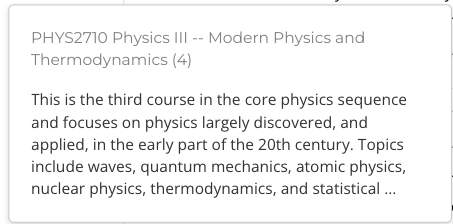 PHYS2710 Physics III -- Modern Physics and
Thermodynamics (4)
This is the third course in the core physics sequence
and focuses on physics largely discovered, and
applied, in the early part of the 20th century. Topics
include waves, quantum mechanics, atomic physics,
nuclear physics, thermodynamics, and statistical ...